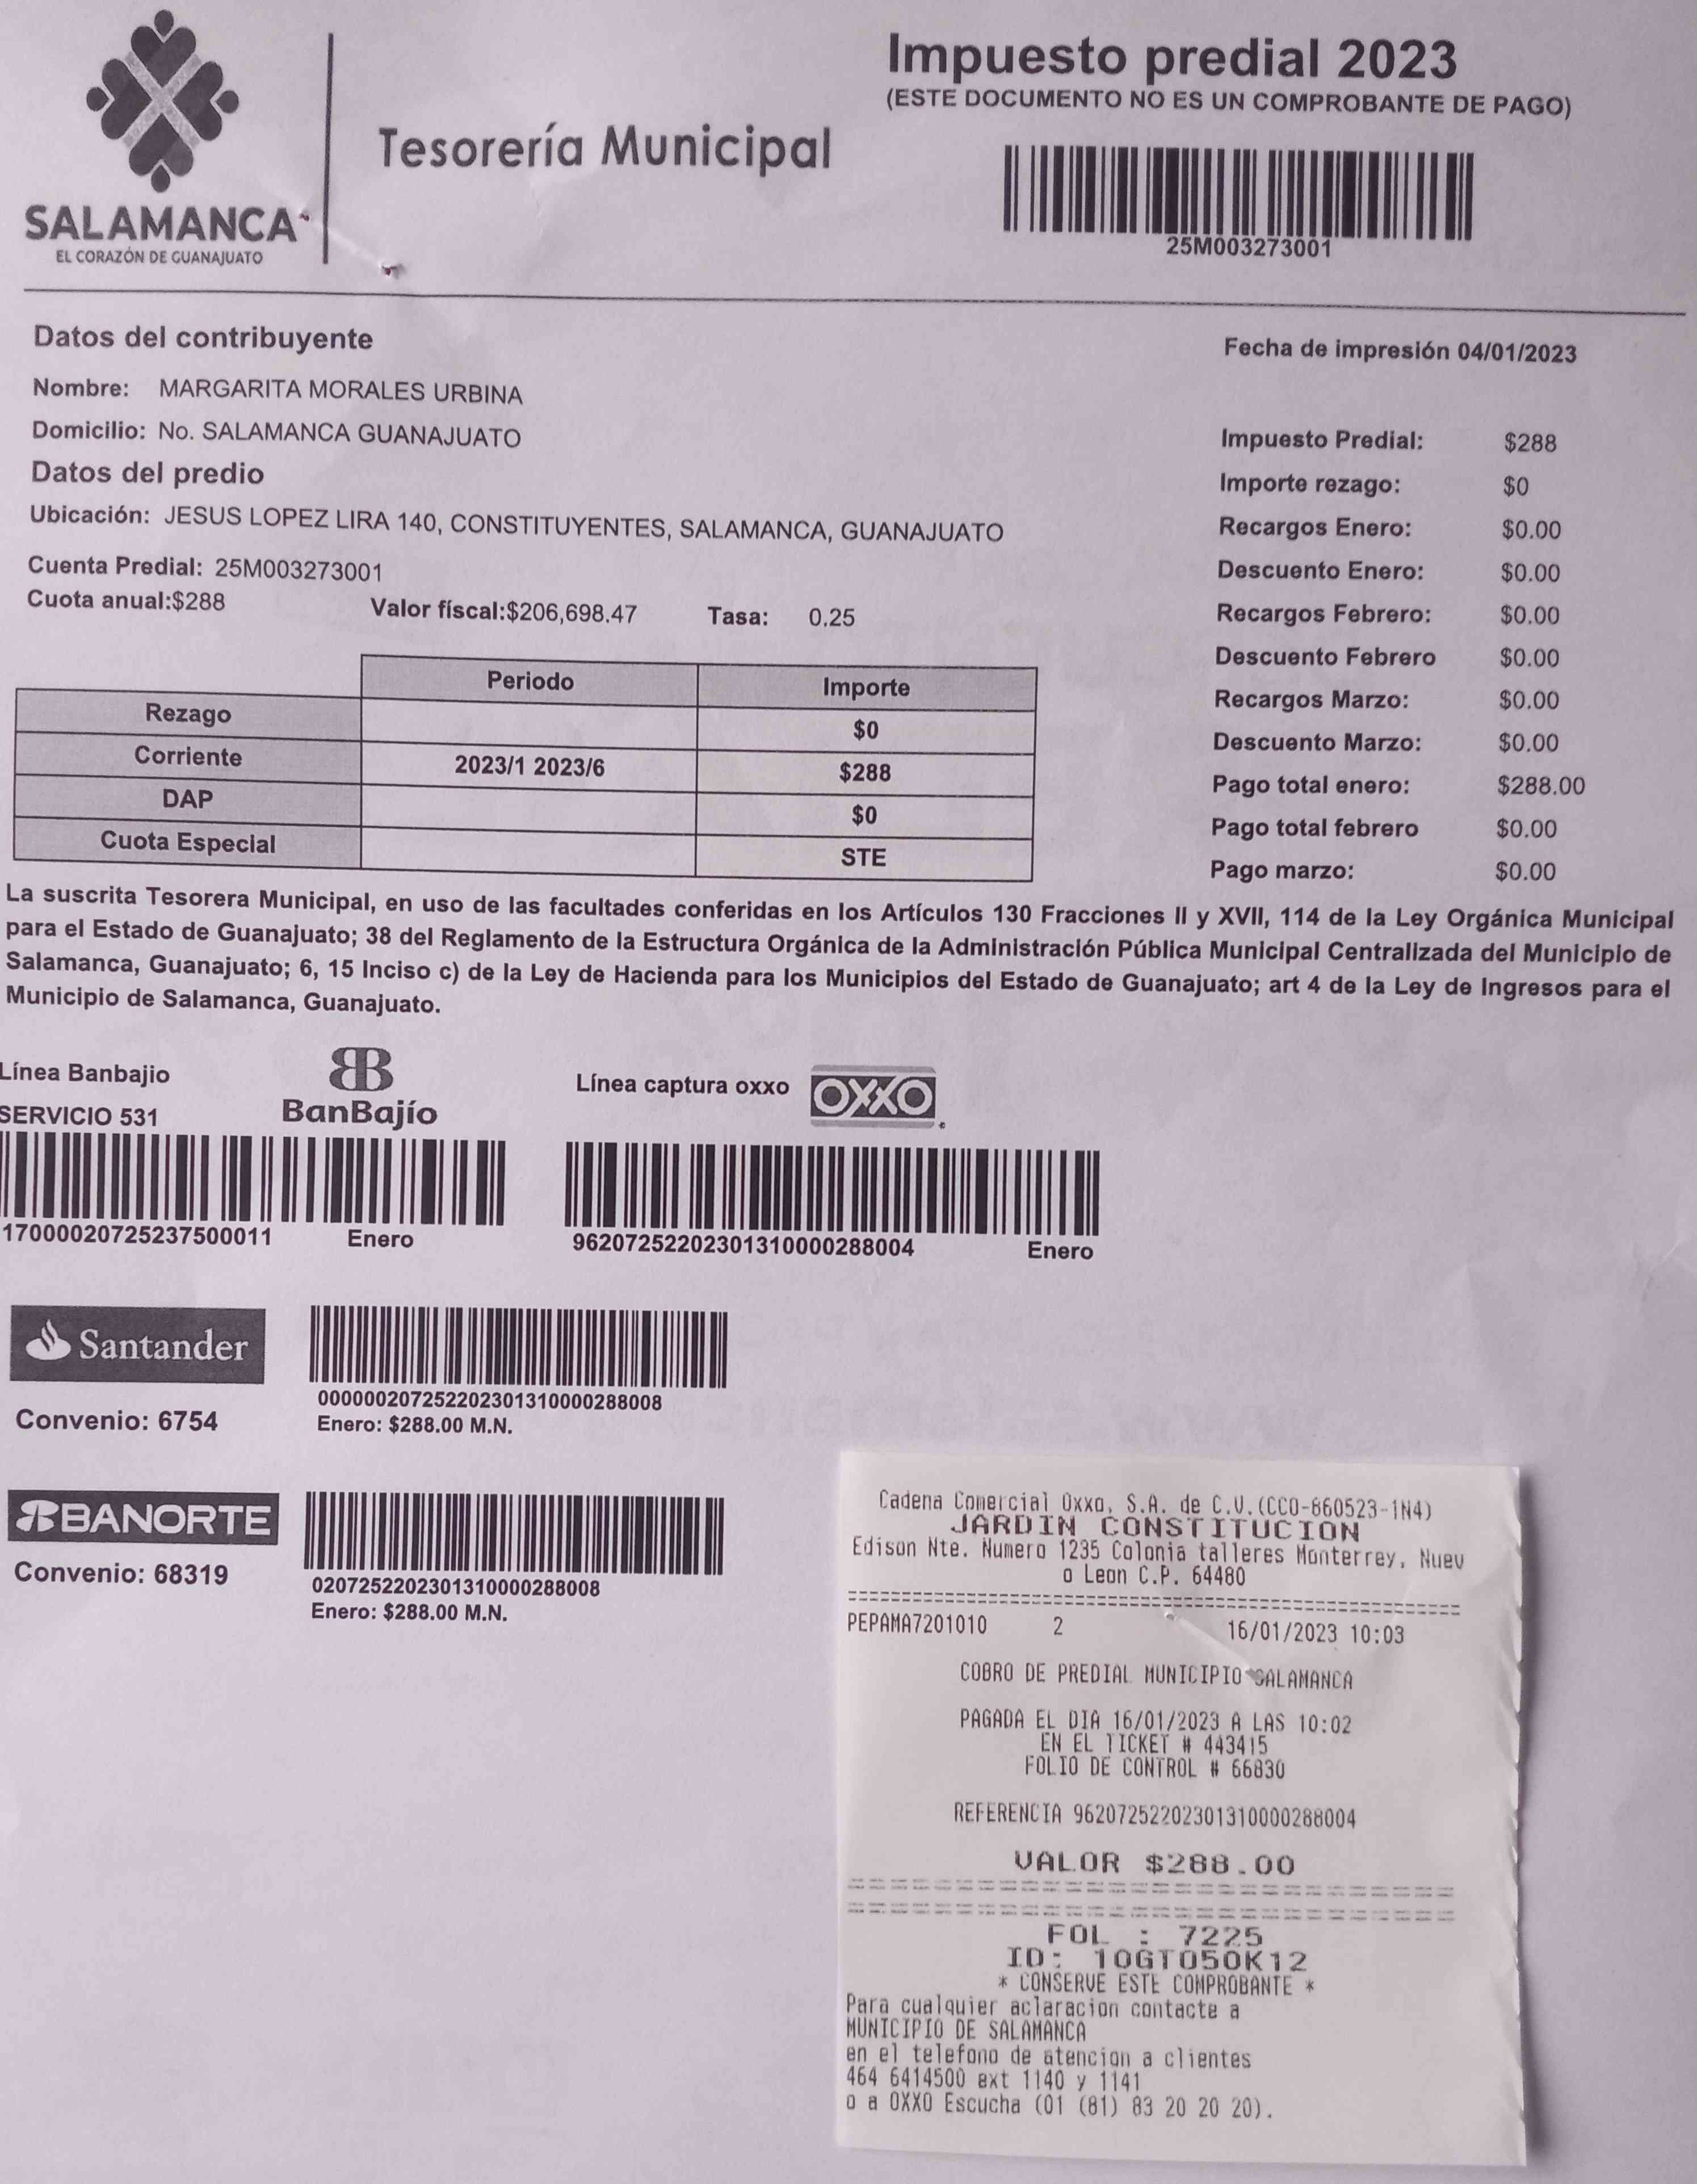 SALAMANCA
EL CORAZÓN DE GUANAJUATO
Tesorería Municipal
Impuesto predial 2023
(ESTE DOCUMENTO NO ES UN COMPROBANTE DE PAGO)
25M003273001
Datos del contribuyente
Fecha de impresión 04/01/2023
Nombre: MARGARITA MORALES URBINA
Domicilio: No. SALAMANCA GUANAJUATO
Datos del predio
Ubicación: JESUS LOPEZ LIRA 140, CONSTITUYENTES, SALAMANCA, GUANAJUATO
Cuenta Predial: 25M003273001
Cuota anual:$288 Valor físcal:$206,698.47 Tasa: 0.25
Impuesto Predial: $288
Importe rezago: $0
Recargos Enero: $0.00
Descuento Enero: $0.00
Recargos Febrero: $0.00
Descuento Febrero $0.00
Recargos Marzo: $0.00
Descuento Marzo: $0.00
Pago total enero: $288.00
Pago total febrero $0.00
Pago marzo: $0.00
Periodo Importe
Rezago $0
Corriente 2023/1 2023/6 $288
DAP $0
Cuota Especial STE
La suscrita Tesorera Municipal, en uso de las facultades conferidas en los Artículos 130 Fracciones II y XVII, 114 de la Ley Orgánica Municipal
para el Estado de Guanajuato; 38 del Reglamento de la Estructura Orgánica de la Administración Pública Municipal Centralizada del Municipio de
Salamanca, Guanajuato; 6, 15 Inciso c) de la Ley de Hacienda para los Municipios del Estado de Guanajuato; art 4 de la Ley de Ingresos para el
Municipio de Salamanca, Guanajuato.
Línea Banbajio
SERVICIO 531
BB
BanBajío
17000020725237500011 Enero
Línea captura oxxo
OXXO
962072522023013100002880​04 Enero
Santander
Convenio: 6754
000000207252202301310000288008
Enero: $288.00 M.N.
BANORTE
Convenio: 68319
0207252202301310000288008
Enero: $288.00 M.N.
Cadena Comercial Oxxo, S.A. de C.V.(CCO-860523-1N4)
JARDIN CONSTITUCION
Edison Nte. Numero 1235 Colonia talleres Monterrey, Nuev
o Leon C.P. 64480
PEPAMA7201010 2 16/01/2023 10:03
COBRO DE PREDIAL MUNICIPIO SALAMANCA
PAGADA EL DIA 16/01/2023 A LAS 10:02
EN EL TICKET # 443415
FOLIO DE CONTROL # 66830
REFERENCIA 96207252202301310000288004
VALOR $288.00
FOL : 7225
ID: 10GTO50K12
* CONSERVE ESTE COMPROBANTE *
Para cualquier aclaracion contacte a
MUNICIPIO DE SALAMANCA
en el telefono de atencion a clientes
464 6414500 ext 1140 y 1141
o a OXXO Escucha (01 (81) 83 20 20 20).